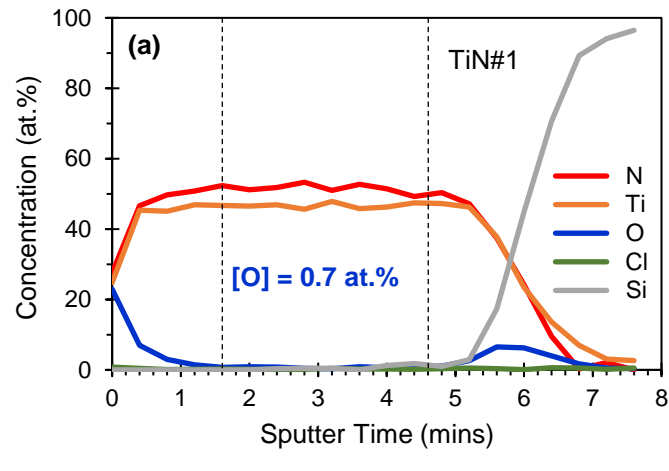 (a)
TiN#1
Concentration (at.%)
100
80
60
40
20
0
N
Ti
O
Cl
Si
[O] = 0.7 at.%
0 1 2 3 4 5 6 7 8
Sputter Time (mins)